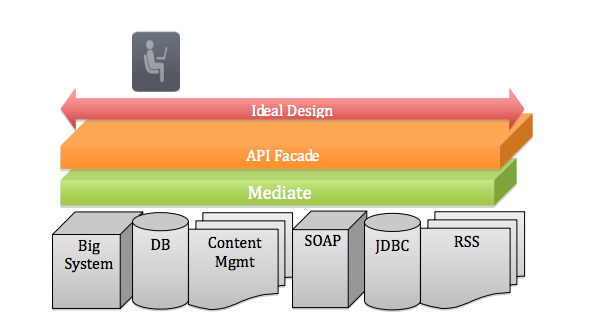 Ideal Design
API Facade
Mediate
Big
System
DB
Content
Mgmt
SOAP
JDBC
RSS